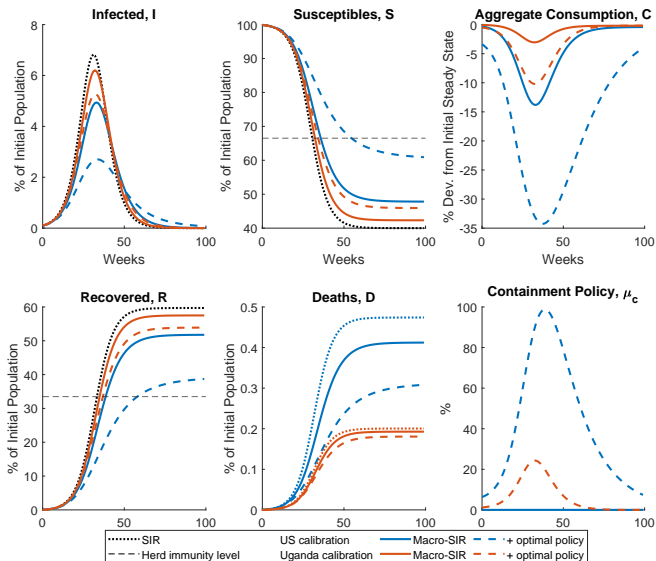 Infected, I
Susceptibles, S
Aggregate Consumption, C
% of Initial Population
8
6
4
2
0
0 50 100
Weeks
% of Initial Population
100
90
80
70
60
50
40
0 50 100
Weeks
% Dev. from Initial Steady State
0
-5
-10
-15
-20
-25
-30
-35
0 50 100
Weeks
Recovered, R
Deaths, D
Containment Policy, μc
% of Initial Population
60
50
40
30
20
10
0
0 50 100
% of Initial Population
0.5
0.4
0.3
0.2
0.1
0
0 50 100
%
100
80
60
40
20
0
0 50 100
SIR US calibration Macro-SIR + optimal policy
Herd immunity level Uganda calibration Macro-SIR + optimal policy